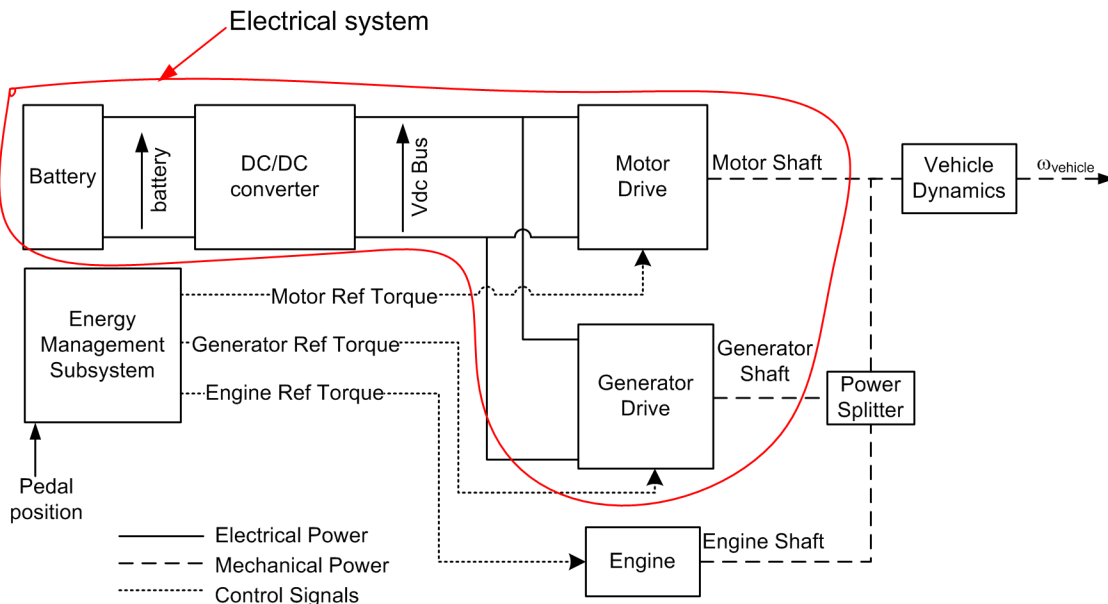 Electrical system
Battery
battery
DC/DC
converter
Vdc Bus
Motor
Drive
Motor Shaft
Vehicle
Dynamics
ωvehicle
Energy
Management
Subsystem
Motor Ref Torque
Generator Ref Torque
Engine Ref Torque
Generator
Drive
Generator
Shaft
Power
Splitter
Pedal
position
Engine
Engine Shaft
Electrical Power
Mechanical Power
Control Signals